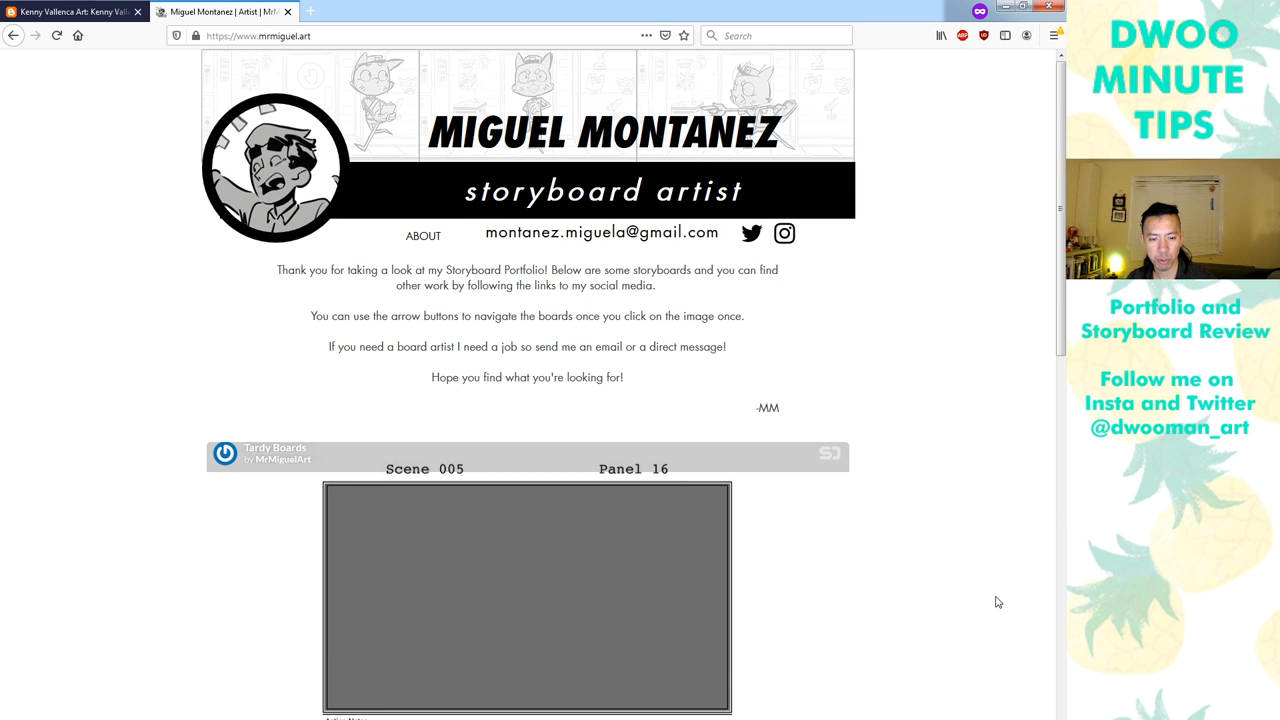 Kenny Vallenca Art: Kenny Valle
Miguel Montanez | Artist | MrM
https://www.mrmiguel.art
Search
MIGUEL MONTANEZ
storyboard artist
ABOUT
montanez.miguela@gmail.com
Thank you for taking a look at my Storyboard Portfolio! Below are some storyboards and you can find
other work by following the links to my social media.
You can use the arrow buttons to navigate the boards once you click on the image once.
If you need a board artist I need a job so send me an email or a direct message!
Hope you find what you're looking for!
-MM
Tardy Boards
by MrMiguelArt
SJ
Scene 005
Panel 16
DWOO
MINUTE
TIPS
Portfolio and
Storyboard Review
Follow me on
Insta and Twitter
@dwooman_art